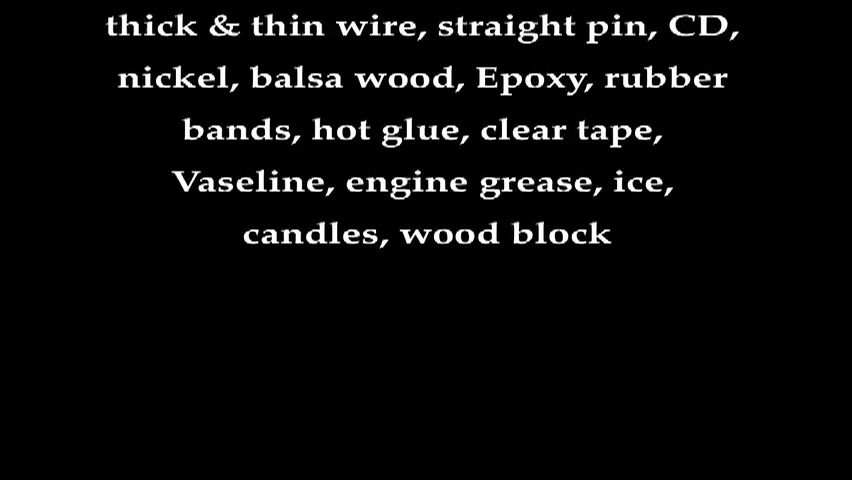 thick & thin wire, straight pin, CD,
nickel, balsa wood, Epoxy, rubber
bands, hot glue, clear tape,
Vaseline, engine grease, ice,
candles, wood block